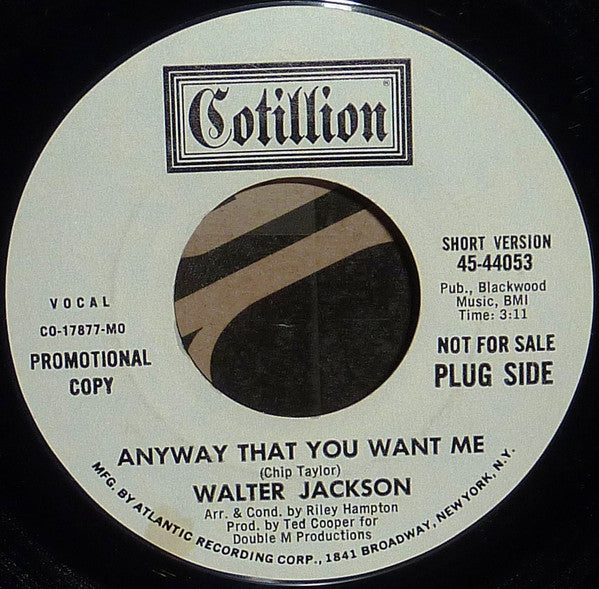 Cotillion
®
SHORT VERSION
45-44053
Pub., Blackwood
Music, BMI
Time: 3:11
NOT FOR SALE
PLUG SIDE
VOCAL
CO-17877-MO
PROMOTIONAL
COPY
ANYWAY THAT YOU WANT ME
(Chip Taylor)
WALTER JACKSON
Arr. & Cond. by Riley Hampton
Prod. by Ted Cooper for
Double M Productions
MFG. BY ATLANTIC RECORDING CORP., 1841 BROADWAY, NEW YORK, N.Y.